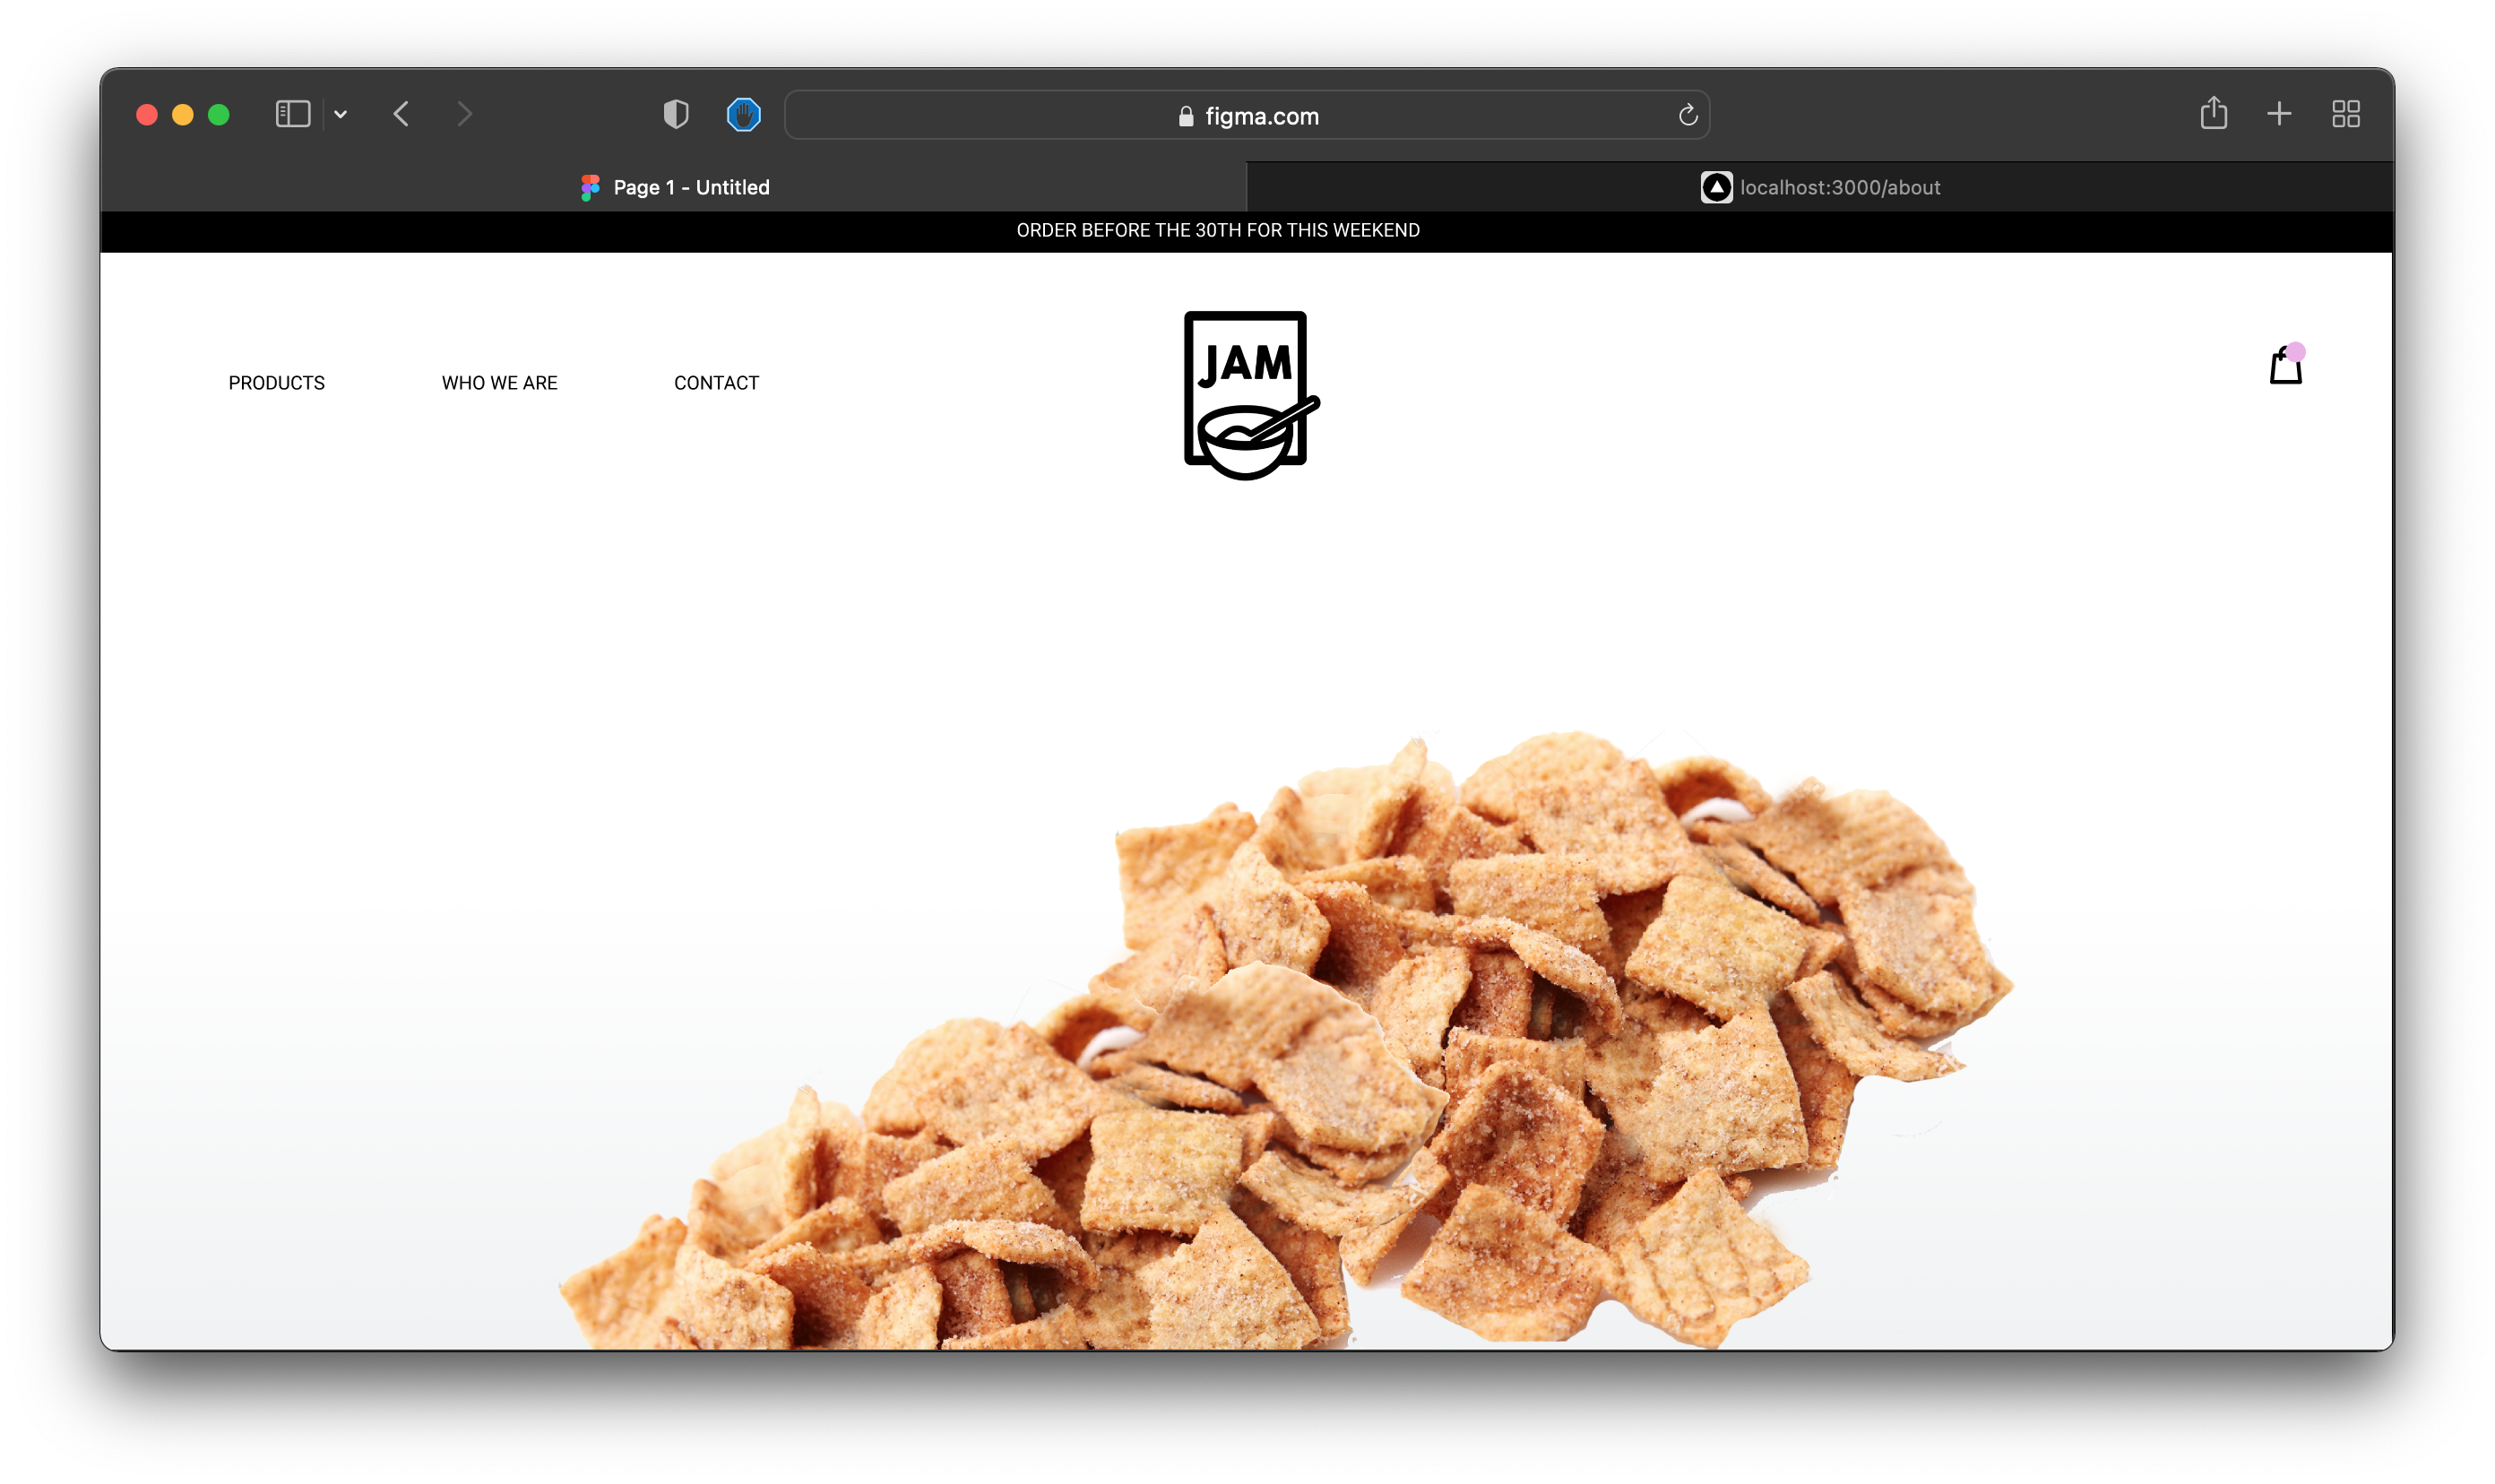 figma.com
Page 1 - Untitled
localhost:3000/about
ORDER BEFORE THE 30TH FOR THIS WEEKEND
JAM
PRODUCTS
WHO WE ARE
CONTACT